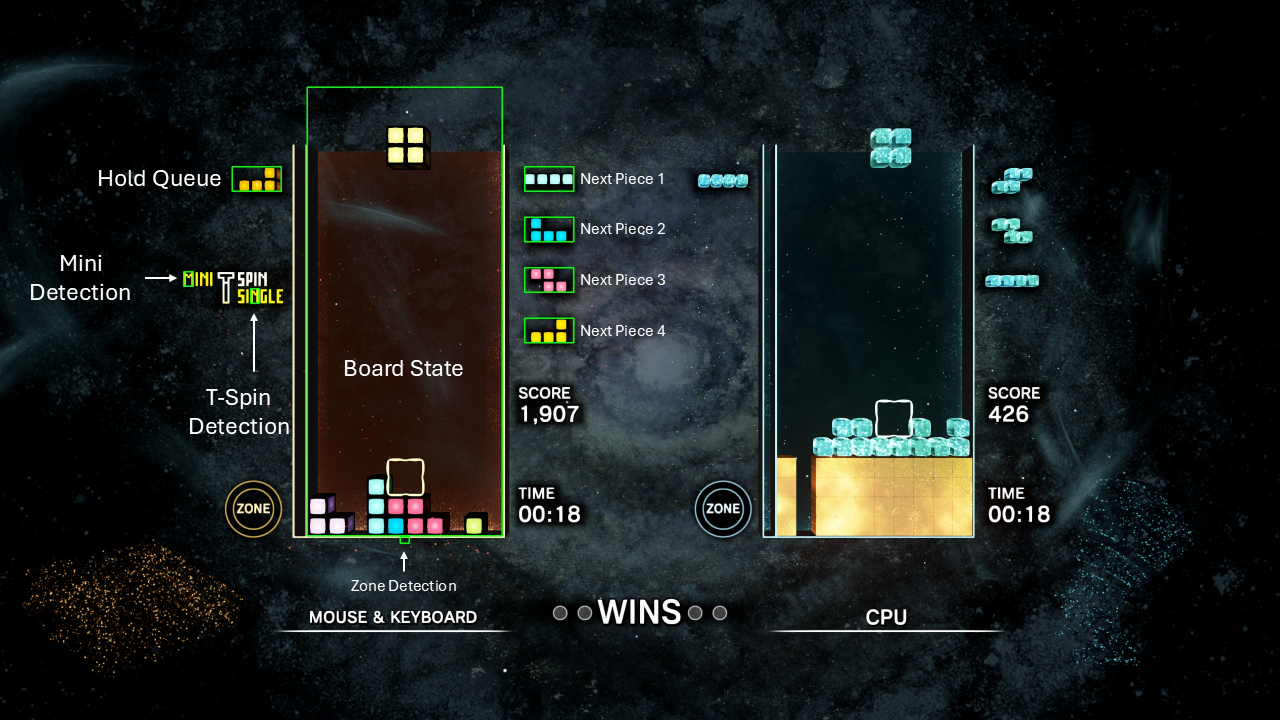 Hold Queue
Mini
Detection
MINI T SPIN
SINGLE
T-Spin
Detection
ZONE
Board State
Zone Detection
MOUSE & KEYBOARD
Next Piece 1
Next Piece 2
Next Piece 3
Next Piece 4
SCORE
1,907
TIME
00:18
WINS
ZONE
SCORE
426
TIME
00:18
CPU